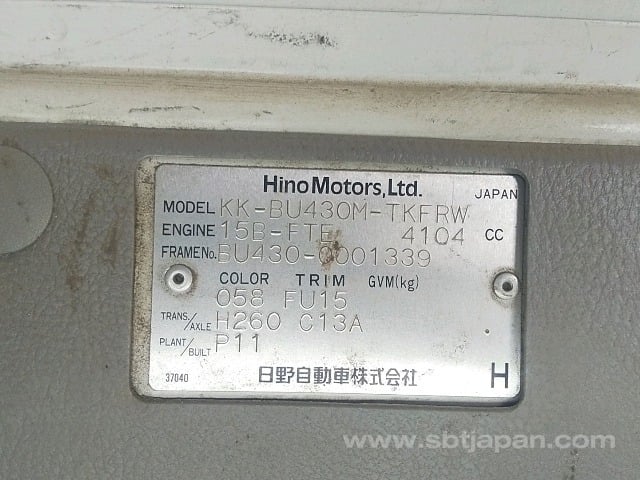 Hino Motors, Ltd.
JAPAN
MODEL KK-BU430M-TKFRW
ENGINE 15B-FTE 4104 CC
FRAME No. BU430-0001339
COLOR TRIM GVM(kg)
058 FU15
TRANS./AXLE H260 C13A
PLANT/BUILT P11
37040 日野自動車株式会社 H
www.sbtjapan.com